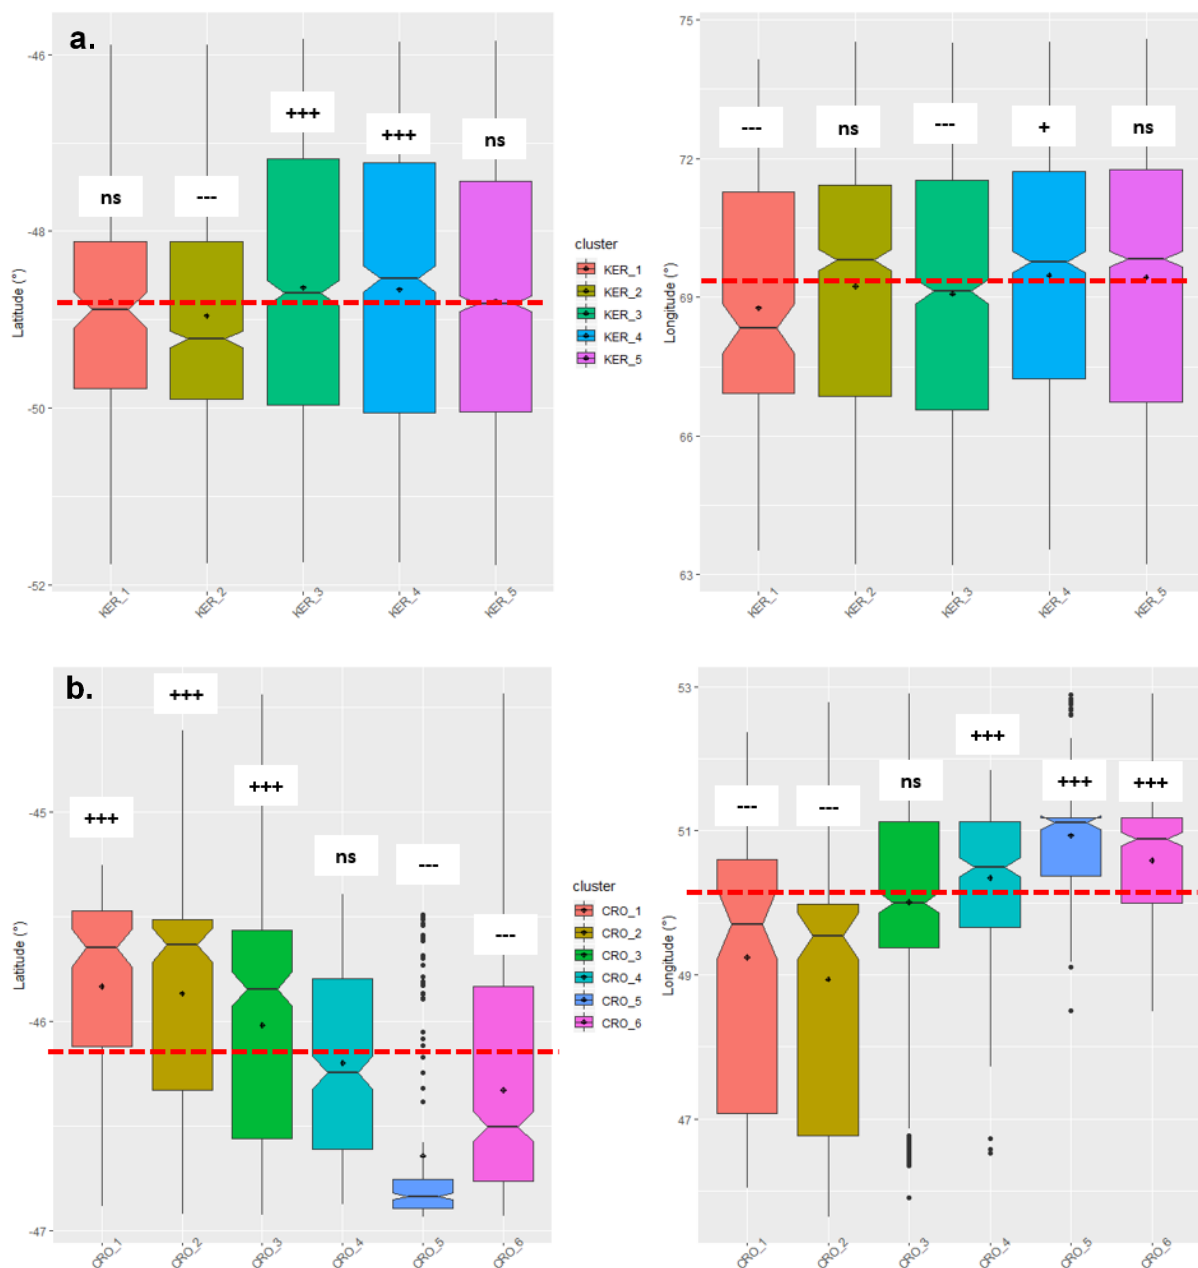 a.
Latitude (°)
-46
-48
-50
-52
ns
---
+++
+++
ns
KER_1
KER_2
KER_3
KER_4
KER_5
cluster
KER_1
KER_2
KER_3
KER_4
KER_5
Longitude (°)
75
72
69
66
63
---
ns
---
+
ns
KER_1
KER_2
KER_3
KER_4
KER_5
b.
Latitude (°)
-45
-46
-47
+++
+++
+++
ns
---
---
CRO_1
CRO_2
CRO_3
CRO_4
CRO_5
CRO_6
cluster
CRO_1
CRO_2
CRO_3
CRO_4
CRO_5
CRO_6
Longitude (°)
53
51
49
47
---
---
ns
+++
+++
+++
CRO_1
CRO_2
CRO_3
CRO_4
CRO_5
CRO_6